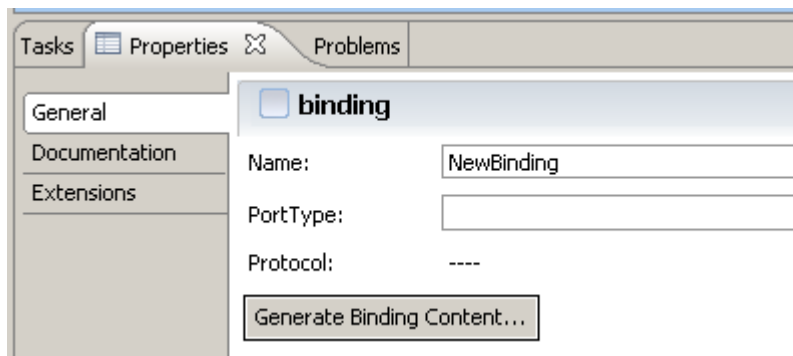 Tasks Properties Problems
General
Documentation
Extensions
binding
Name: NewBinding
PortType:
Protocol: ----
Generate Binding Content...